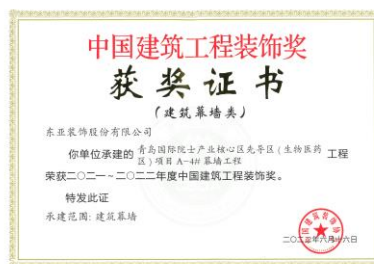 中国建筑工程装饰奖
获奖证书
(建筑幕墙类)
东亚装饰股份有限公司
你单位承建的 青岛国际院士产业核心区先导区(生物医药区)项目A-4#幕墙工程 工程
荣获二〇二一~二〇二二年度中国建筑工程装饰奖。
特发此证
承建范围:建筑幕墙
二〇二三年六月十六日